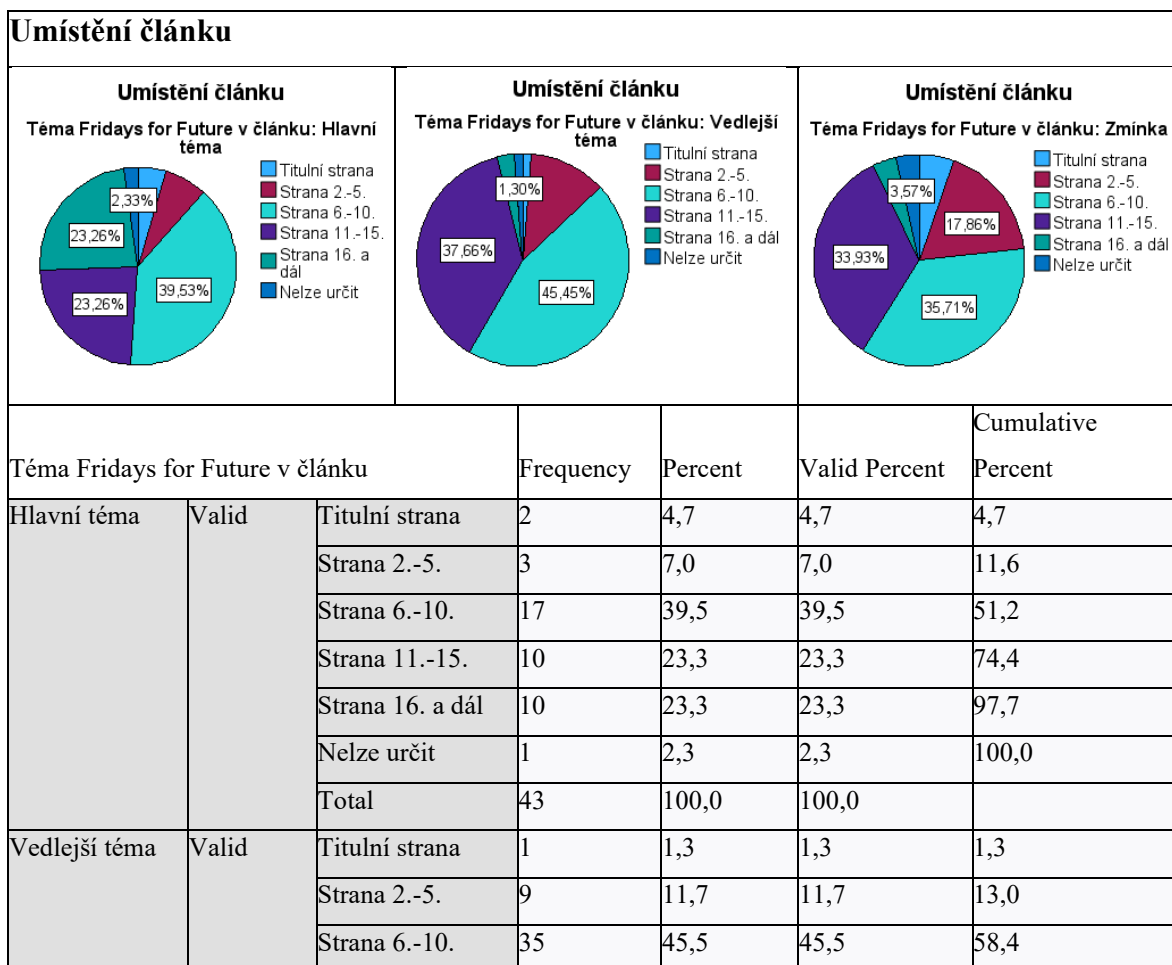 Umístění článku
Umístění článku
Téma Fridays for Future v článku: Hlavní
téma
Titulní strana
Strana 2.-5.
Strana 6.-10.
Strana 11.-15.
Strana 16. a
dál
Nelze určit
2,33%
23,26%
23,26%
39,53%
Umístění článku
Téma Fridays for Future v článku: Vedlejší
téma
Titulní strana
Strana 2.-5.
Strana 6.-10.
Strana 11.-15.
Strana 16. a dál
Nelze určit
1,30%
37,66%
45,45%
Umístění článku
Téma Fridays for Future v článku: Zmínka
Titulní strana
Strana 2.-5.
Strana 6.-10.
Strana 11.-15.
Strana 16. a dál
Nelze určit
3,57%
17,86%
33,93%
35,71%
Téma Fridays for Future v článku Frequency Percent Valid Percent Cumulative Percent
Hlavní téma Valid Titulní strana 2 4,7 4,7 4,7
Strana 2.-5. 3 7,0 7,0 11,6
Strana 6.-10. 17 39,5 39,5 51,2
Strana 11.-15. 10 23,3 23,3 74,4
Strana 16. a dál 10 23,3 23,3 97,7
Nelze určit 1 2,3 2,3 100,0
Total 43 100,0 100,0
Vedlejší téma Valid Titulní strana 1 1,3 1,3 1,3
Strana 2.-5. 9 11,7 11,7 13,0
Strana 6.-10. 35 45,5 45,5 58,4